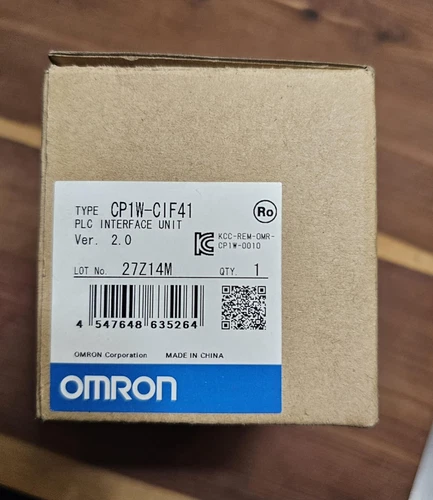 TYPE CP1W-CIF41
PLC INTERFACE UNIT
Ver. 2.0
Ro
KC
KCC-REM-OMR-
CP1W-0010
LOT No. 27Z14M QTY. 1
4 547648 635264
OMRON Corporation MADE IN CHINA
OMRON